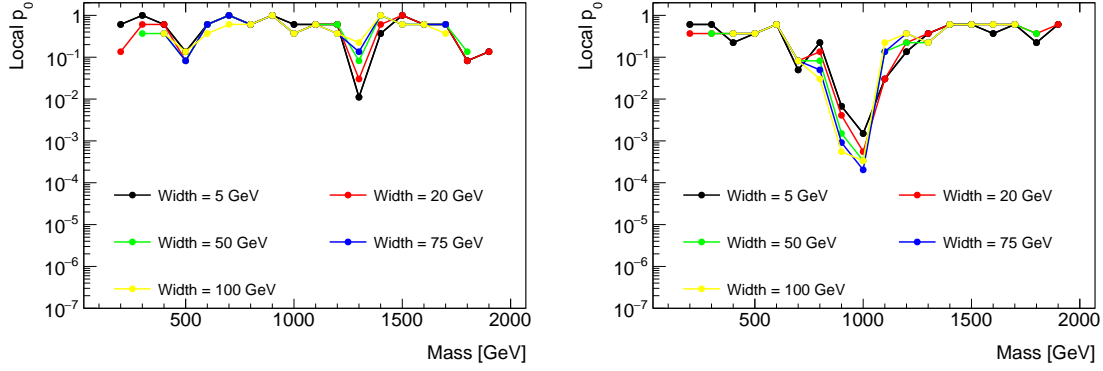 Local p0
1
10−1
10−2
10−3
10−4
10−5
10−6
10−7
Width = 5 GeV
Width = 20 GeV
Width = 50 GeV
Width = 75 GeV
Width = 100 GeV
500
1000
1500
2000
Mass [GeV]
Local p0
1
10−1
10−2
10−3
10−4
10−5
10−6
10−7
Width = 5 GeV
Width = 20 GeV
Width = 50 GeV
Width = 75 GeV
Width = 100 GeV
500
1000
1500
2000
Mass [GeV]